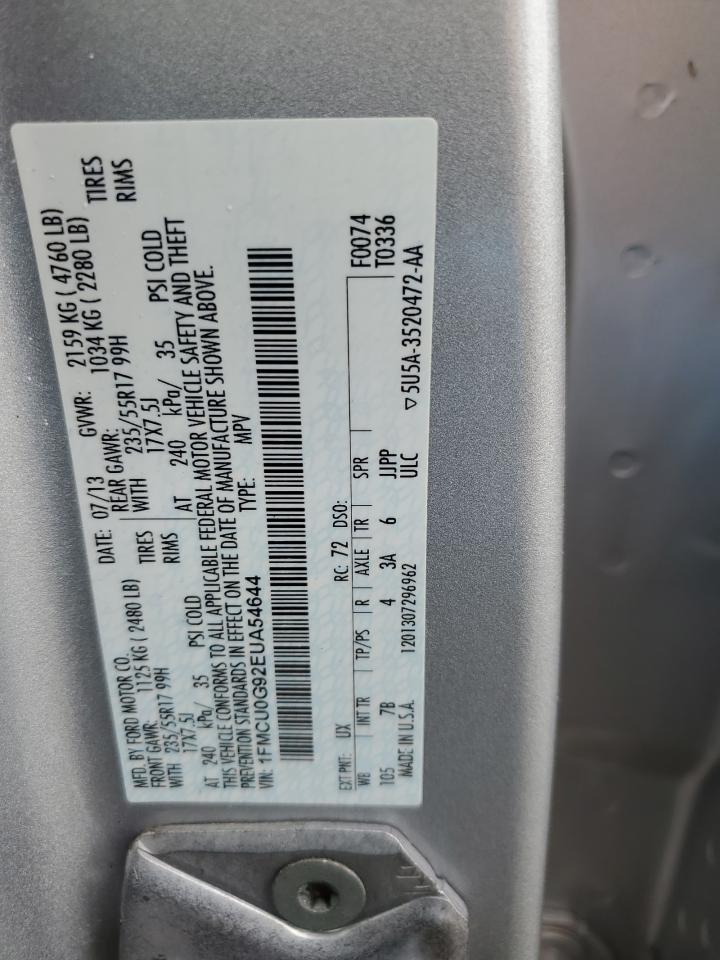 MFD. BY FORD MOTOR CO.
DATE: 07/13 GVWR: 2159 KG ( 4760 LB)
FRONT GAWR: 1125 KG ( 2480 LB) REAR GAWR: 1034 KG ( 2280 LB)
WITH 235/55R17 99H TIRES WITH 235/55R17 99H TIRES
17X7.5J RIMS 17X7.5J RIMS
AT 240 kPa/ 35 PSI COLD AT 240 kPa/ 35 PSI COLD
THIS VEHICLE CONFORMS TO ALL APPLICABLE FEDERAL MOTOR VEHICLE SAFETY AND THEFT
PREVENTION STANDARDS IN EFFECT ON THE DATE OF MANUFACTURE SHOWN ABOVE.
VIN: 1FMCU0G92EUA54644 TYPE: MPV
F0074
EXT PNT: UX RC: 72 DSO: T0336
WB INT TR TP/PS R AXLE TR SPR
105 7B 4 3A 6 JJPP
MADE IN U.S.A. 1201307296962 ULC ▽5U5A-3520472-AA